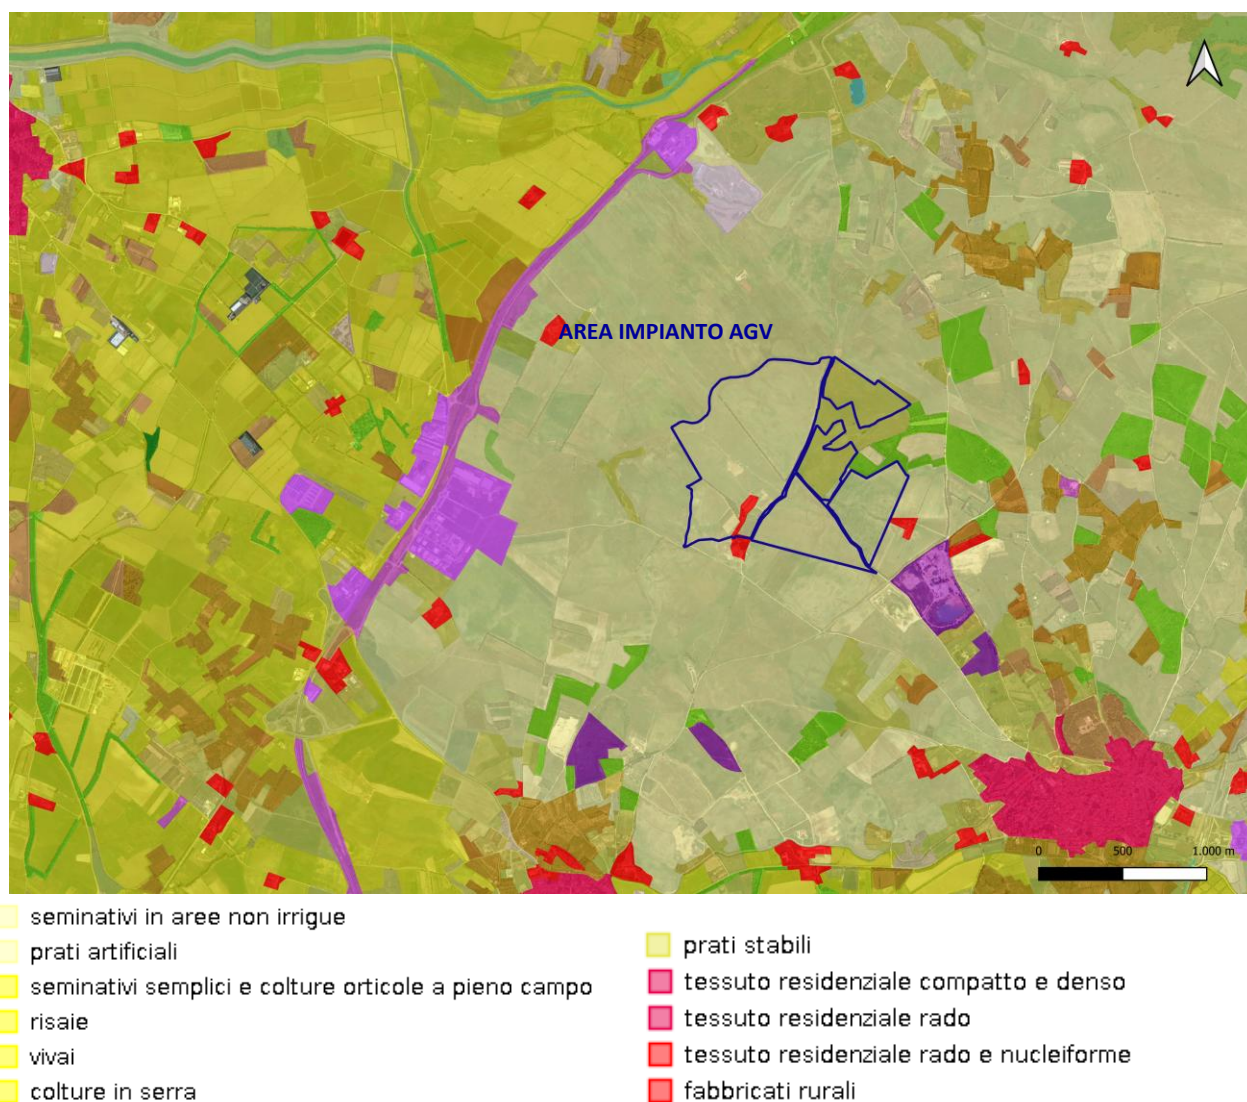 AREA IMPIANTO AGV
0 500 1.000 m
seminativi in aree non irrigue
prati artificiali
seminativi semplici e colture orticole a pieno campo
risaie
vivai
colture in serra
prati stabili
tessuto residenziale compatto e denso
tessuto residenziale rado
tessuto residenziale rado e nucleiforme
fabbricati rurali